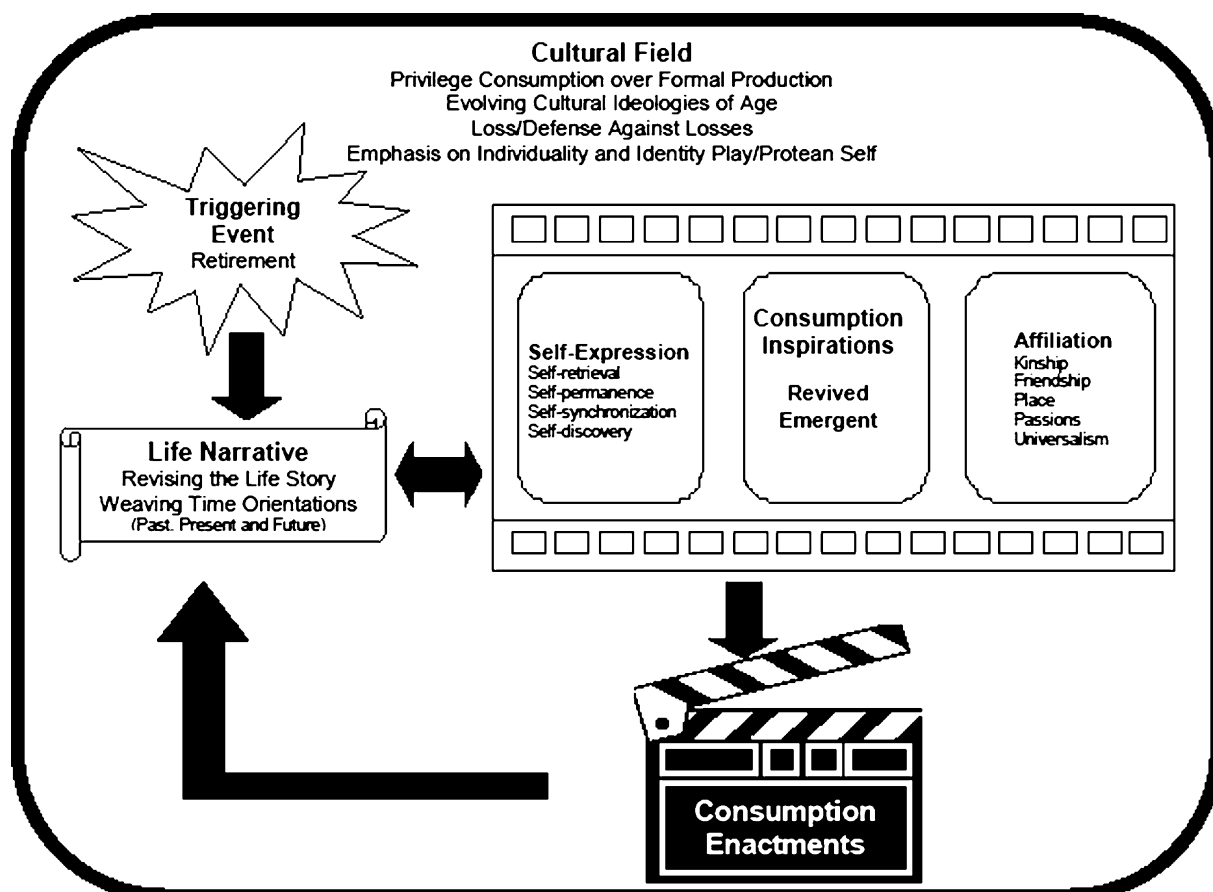 Cultural Field
Privilege Consumption over Formal Production
Evolving Cultural Ideologies of Age
Loss/Defense Against Losses
Emphasis on Individuality and Identity Play/Protean Self
Triggering
Event
Retirement
Life Narrative
Revising the Life Story
Weaving Time Orientations
(Past, Present and Future)
Self-Expression
Self-retrieval
Self-permanence
Self-synchronization
Self-discovery
Consumption
Inspirations
Revived
Emergent
Affiliation
Kinship
Friendship
Place
Passions
Universalism
Consumption
Enactments